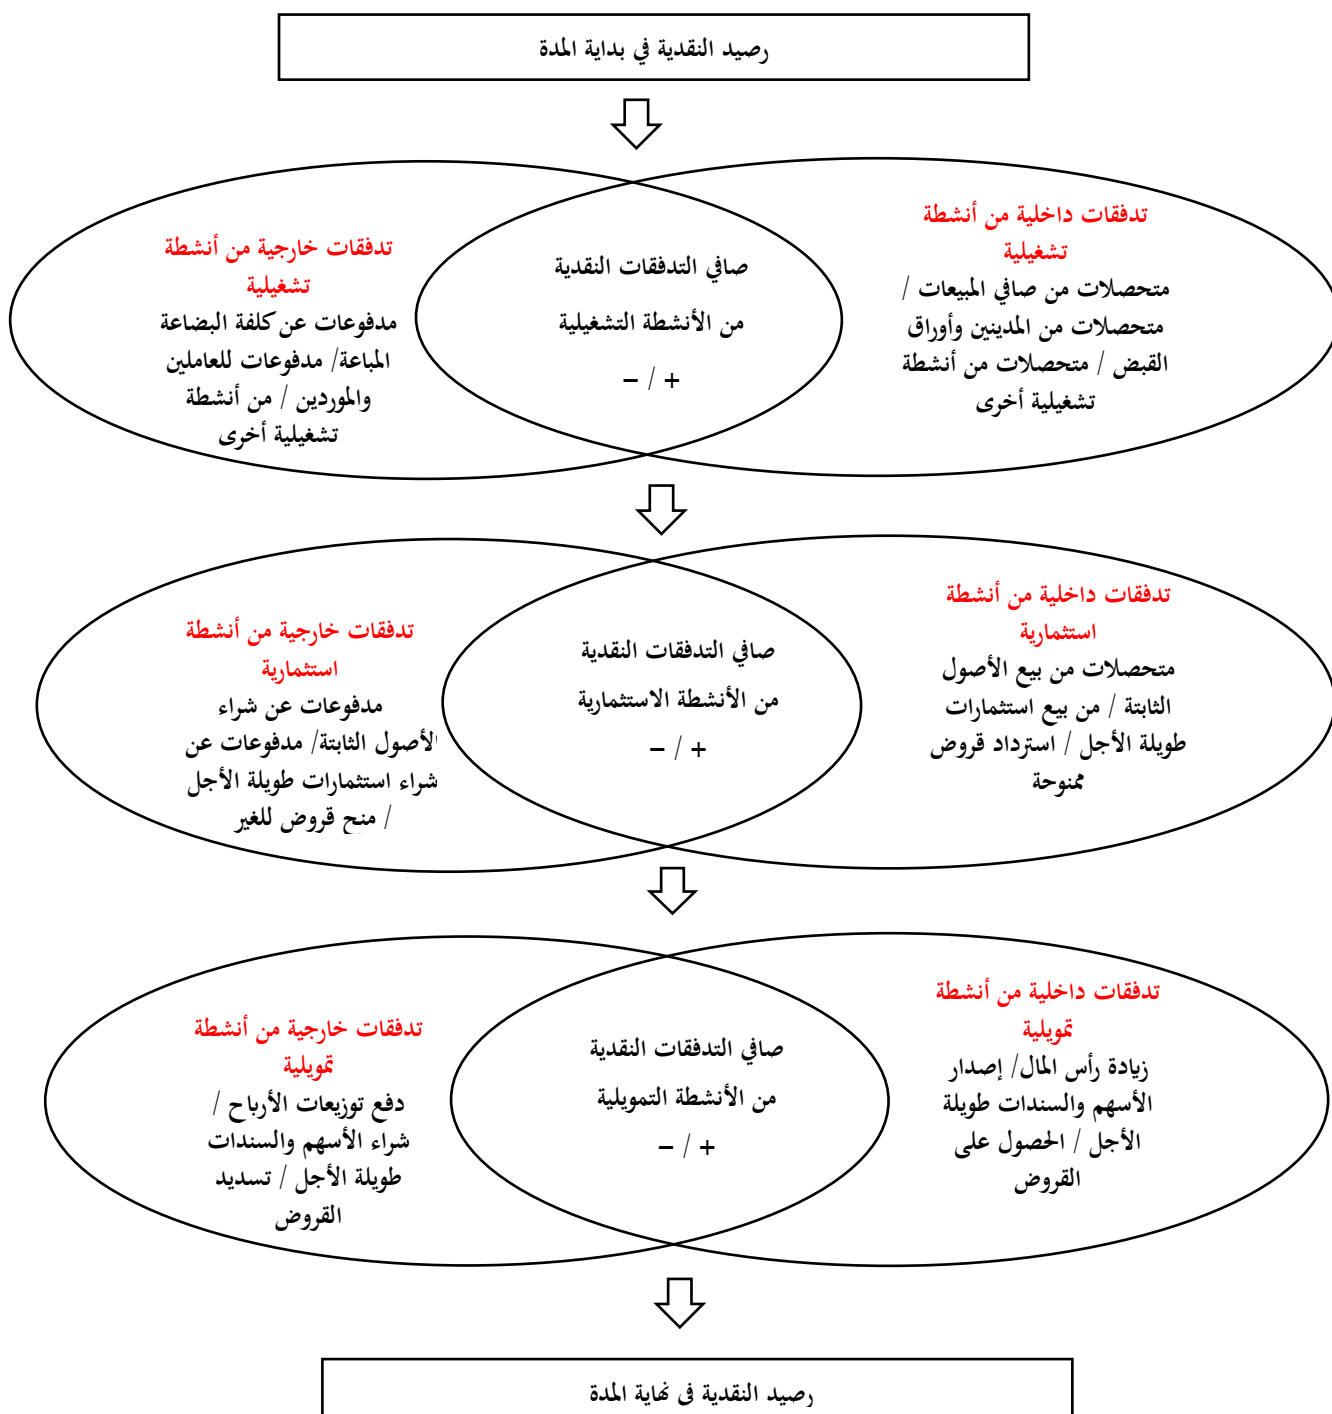 رصيد النقدية في بداية المدة
تدفقات داخلية من أنشطة
تشغيلية
متحصلات من صافي المبيعات /
متحصلات من المدينين وأوراق
القبض / متحصلات من أنشطة
تشغيلية أخرى
صافي التدفقات النقدية
من الأنشطة التشغيلية
+ / –
تدفقات خارجية من أنشطة
تشغيلية
مدفوعات عن كلفة البضاعة
المباعة/ مدفوعات للعاملين
والموردين / من أنشطة
تشغيلية أخرى
تدفقات داخلية من أنشطة
استثمارية
متحصلات من بيع الأصول
الثابتة / من بيع استثمارات
طويلة الأجل / استرداد قروض
ممنوحة
صافي التدفقات النقدية
من الأنشطة الاستثمارية
+ / –
تدفقات خارجية من أنشطة
استثمارية
مدفوعات عن شراء
الأصول الثابتة/ مدفوعات عن
شراء استثمارات طويلة الأجل
/ منح قروض للغير
تدفقات داخلية من أنشطة
تمويلية
زيادة رأس المال/ إصدار
الأسهم والسندات طويلة
الأجل / الحصول على
القروض
صافي التدفقات النقدية
من الأنشطة التمويلية
+ / –
تدفقات خارجية من أنشطة
تمويلية
دفع توزيعات الأرباح /
شراء الأسهم والسندات
طويلة الأجل / تسديد
القروض
رصيد النقدية في نهاية المدة